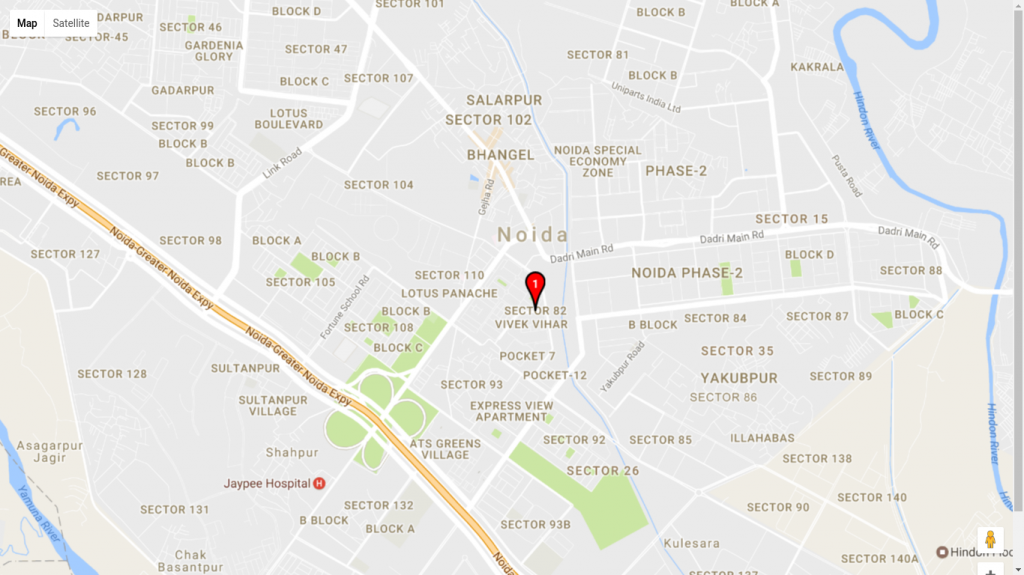 Map
Satellite
SECTOR 46
SECTOR-45
GARDENIA
GLORY
BLOCK D
SECTOR 101
SECTOR 47
BLOCK C
SECTOR 107
GADARPUR
SECTOR 96
SECTOR 99
BLOCK B
BLOCK B
LOTUS
BOULEVARD
Link Road
SECTOR 97
SECTOR 104
SALARPUR
SECTOR 102
BHANGEL
Gejha Rd
BLOCK B
BLOCK A
SECTOR 81
BLOCK B
Uniparts India Ltd
KAKRALA
Hindon River
NOIDA SPECIAL
ECONOMY
ZONE
PHASE-2
Pusta Road
SECTOR 15
Noida
Dadri Main Rd
Dadri Main Rd
Dadri Main Rd
Greater Noida Expy
Noida-Greater Noida Expy
Noida-Greater Noida Expy
SECTOR 127
SECTOR 98
BLOCK A
BLOCK B
SECTOR 105
Fortune School Rd
SECTOR 110
LOTUS PANACHE
BLOCK B
SECTOR 108
BLOCK C
1
SECTOR 82
VIVEK VIHAR
NOIDA PHASE-2
BLOCK D
SECTOR 88
BLOCK C
B BLOCK
SECTOR 84
SECTOR 87
POCKET 7
POCKET-12
Yakubpur Road
SECTOR 35
YAKUBPUR
SECTOR 86
SECTOR 89
SECTOR 128
SULTANPUR
SULTANPUR
VILLAGE
SECTOR 93
EXPRESS VIEW
APARTMENT
ATS GREENS
VILLAGE
SECTOR 92
SECTOR 85
ILLAHABAS
SECTOR 138
Hindon River
Asagarpur
Jagir
Shahpur
Jaypee Hospital
H
SECTOR 26
SECTOR 132
B BLOCK
BLOCK A
SECTOR 131
SECTOR 93B
SECTOR 90
SECTOR 140
Yamuna River
Chak
Basantpur
Kulesara
SECTOR 140A